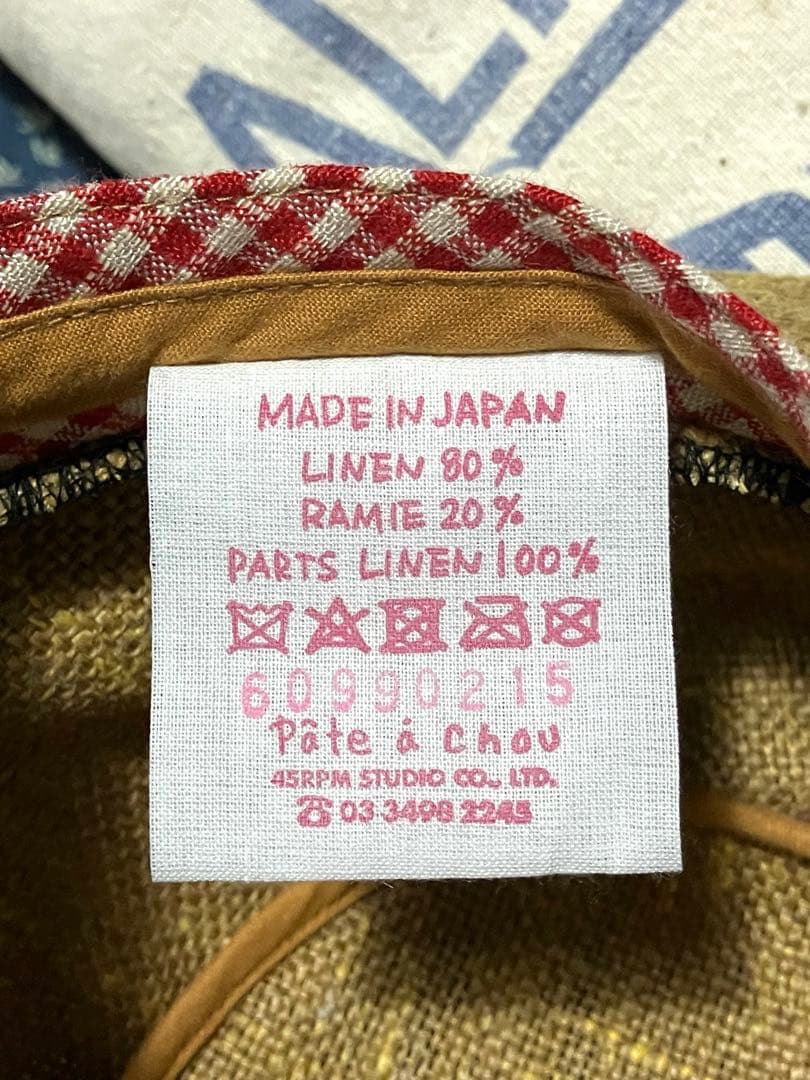 MADE IN JAPAN
LINEN 80%
RAMIE 20%
PARTS LINEN 100%
60990215
Pâte à Chou
45RPM STUDIO CO., LTD.
☎ 03 3498 2245